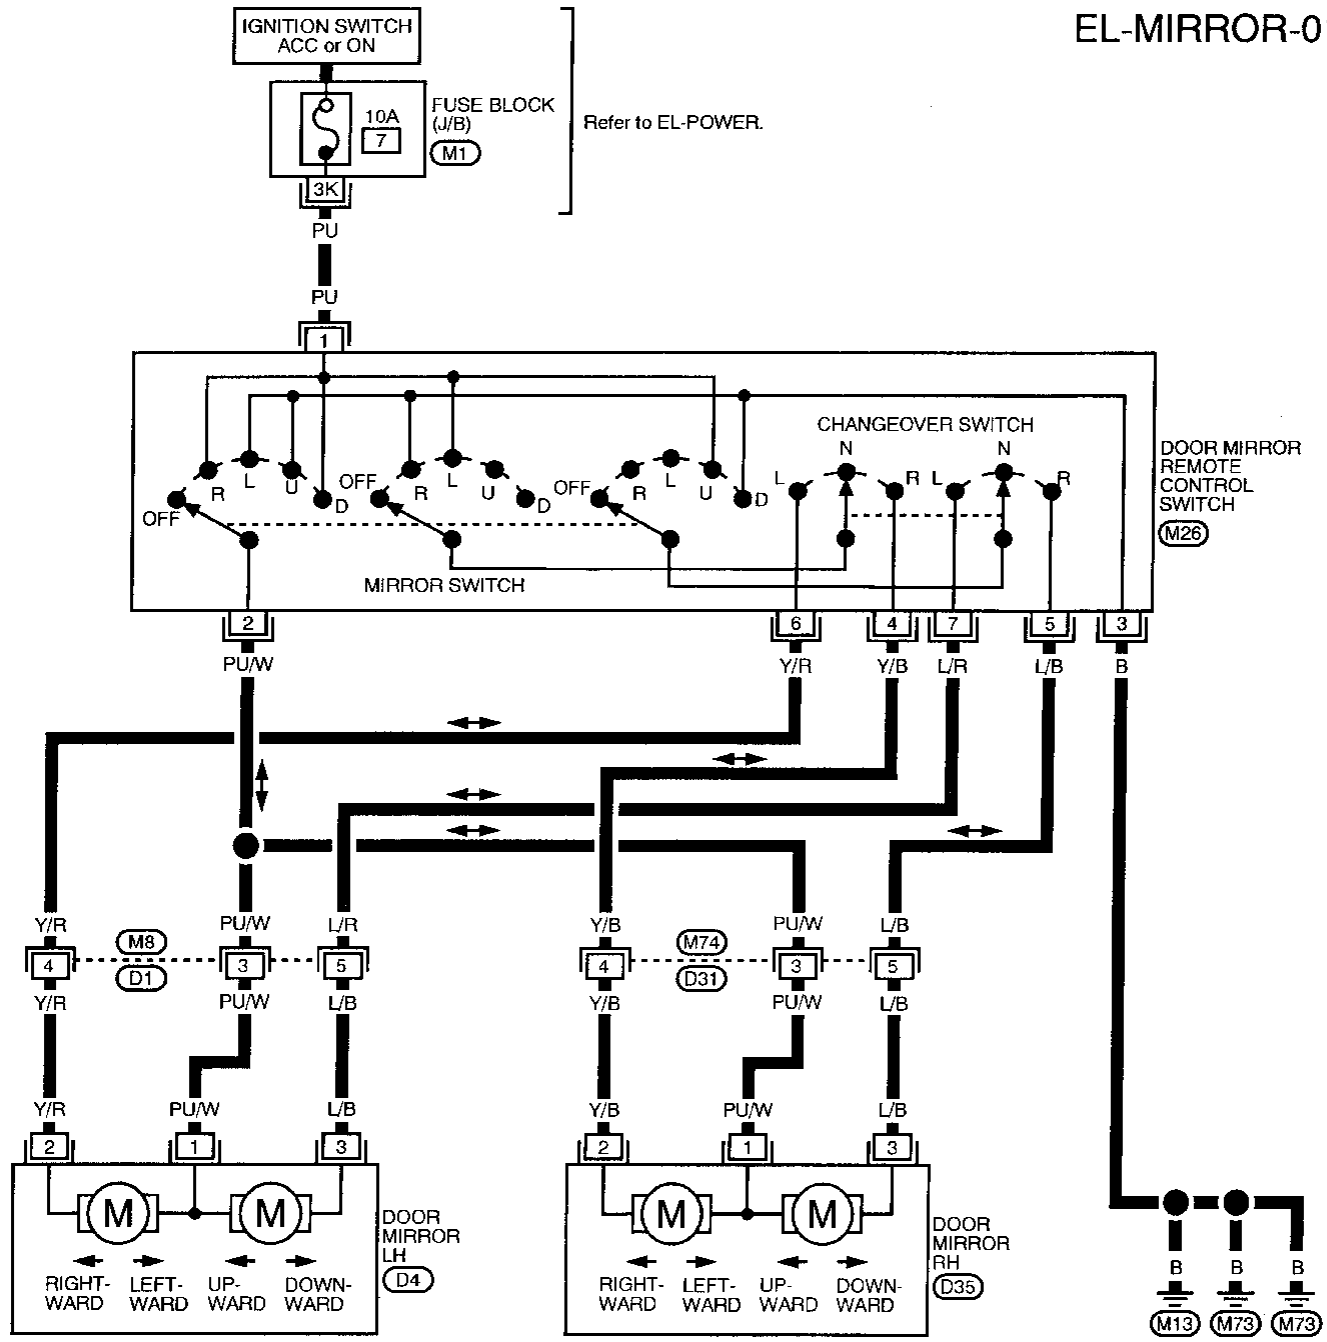 EL-MIRROR-0
IGNITION SWITCH
ACC or ON
10A
7
FUSE BLOCK
(J/B)
M1
Refer to EL-POWER.
3K
PU
PU
1
CHANGEOVER SWITCH
OFF R L U D
OFF R L U D
OFF R L U D
L N R
L N R
MIRROR SWITCH
DOOR MIRROR
REMOTE
CONTROL
SWITCH
M26
2 6 4 7 5 3
PU/W Y/R Y/B L/R L/B B
Y/R PU/W L/R Y/B PU/W L/B
M8 M74
4 3 5 4 3 5
D1 D31
Y/R PU/W L/B Y/B PU/W L/B
Y/R PU/W L/B Y/B PU/W L/B
2 1 3 2 1 3
M M M M
DOOR
MIRROR
LH
D4
DOOR
MIRROR
RH
D35
RIGHT-
WARD
LEFT-
WARD
UP-
WARD
DOWN-
WARD
RIGHT-
WARD
LEFT-
WARD
UP-
WARD
DOWN-
WARD
B B B
M13 M73 M73